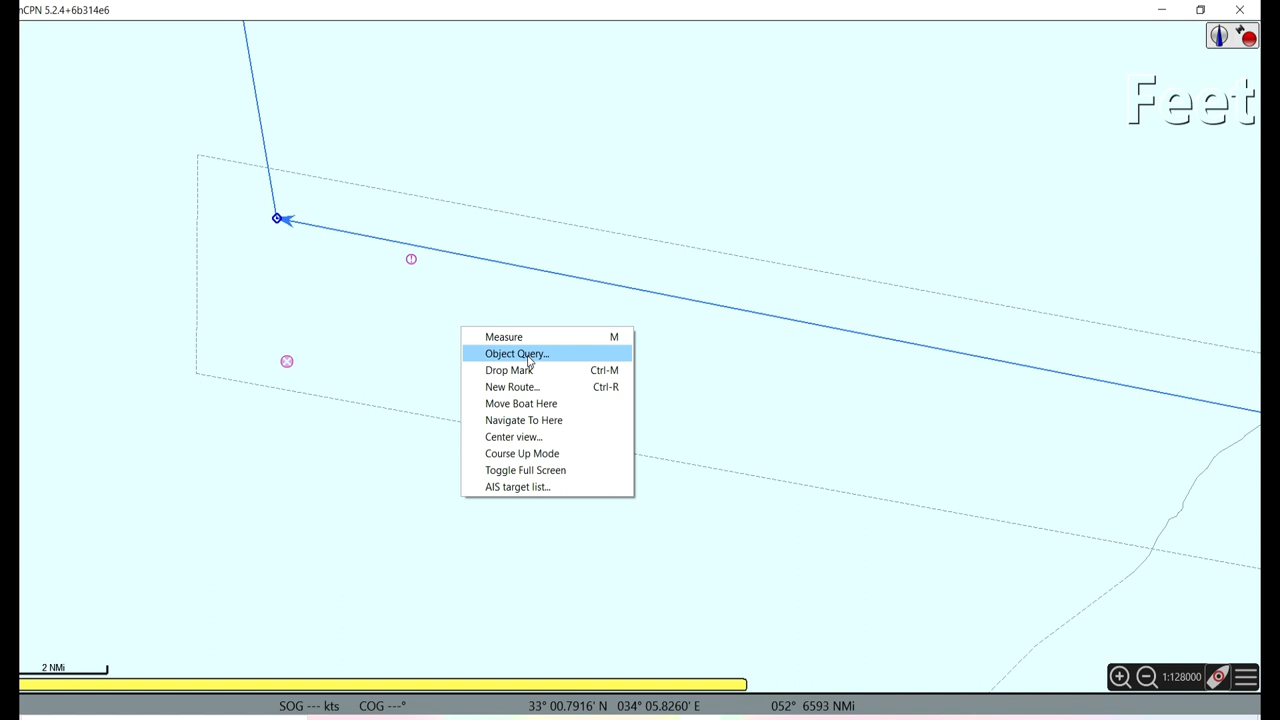 nCPN 5.2.4+6b314e6
Feet
Measure M
Object Query...
Drop Mark Ctrl-M
New Route... Ctrl-R
Move Boat Here
Navigate To Here
Center view...
Course Up Mode
Toggle Full Screen
AIS target list...
2 NMi
1:128000
SOG --- kts COG ---° 33° 00.7916' N 034° 05.8260' E 052° 6593 NMi